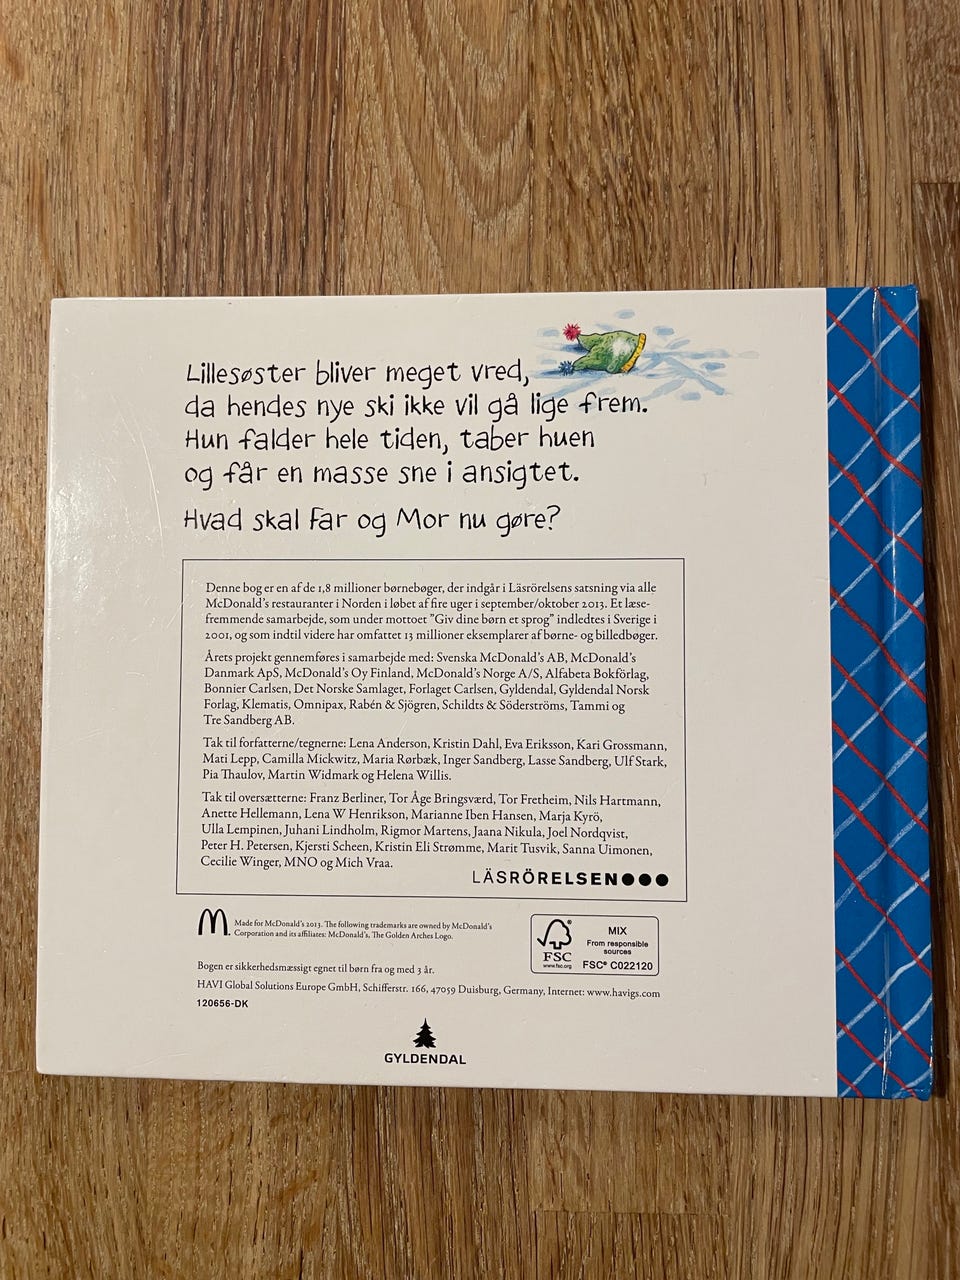 Lillesøster bliver meget vred,
da hendes nye ski ikke vil gå lige frem.
Hun falder hele tiden, taber huen
og får en masse sne i ansigtet.
Hvad skal Far og Mor nu gøre?
Denne bog er en af de 1,8 millioner børnebøger, der indgår i Läsrörelsens satsning via alle
McDonald's restauranter i Norden i løbet af fire uger i september/oktober 2013. Et læse-
fremmende samarbejde, som under mottoet "Giv dine børn et sprog" indledtes i Sverige i
2001, og som indtil videre har omfattet 13 millioner eksemplarer af børne- og billedbøger.
Årets projekt gennemføres i samarbejde med: Svenska McDonald's AB, McDonald's
Danmark ApS, McDonald's Oy Finland, McDonald's Norge A/S, Alfabeta Bokförlag,
Bonnier Carlsen, Det Norske Samlaget, Forlaget Carlsen, Gyldendal, Gyldendal Norsk
Forlag, Klematis, Omnipax, Rabén & Sjögren, Schildts & Söderströms, Tammi og
Tre Sandberg AB.
Tak til forfatterne/tegnerne: Lena Anderson, Kristin Dahl, Eva Eriksson, Kari Grossmann,
Mati Lepp, Camilla Mickwitz, Maria Rørbæk, Inger Sandberg, Lasse Sandberg, Ulf Stark,
Pia Thaulov, Martin Widmark og Helena Willis.
Tak til oversætterne: Franz Berliner, Tor Åge Bringsværd, Tor Fretheim, Nils Hartmann,
Anette Hellemann, Lena W Henrikson, Marianne Iben Hansen, Marja Kyrö,
Ulla Lempinen, Juhani Lindholm, Rigmor Martens, Jaana Nikula, Joel Nordqvist,
Peter H. Petersen, Kjersti Scheen, Kristin Eli Strømme, Marit Tusvik, Sanna Uimonen,
Cecilie Winger, MNO og Mich Vraa.
LÄSRÖRELSEN
Made for McDonald's 2013. The following trademarks are owned by McDonald's
Corporation and its affiliates: McDonald's, The Golden Arches Logo.
FSC®
www.fsc.org
MIX
From responsible
sources
FSC® C022120
Bogen er sikkerhedsmæssigt egnet til børn fra og med 3 år.
HAVI Global Solutions Europe GmbH, Schifferstr. 166, 47059 Duisburg, Germany, Internet: www.havigs.com
120656-DK
GYLDENDAL